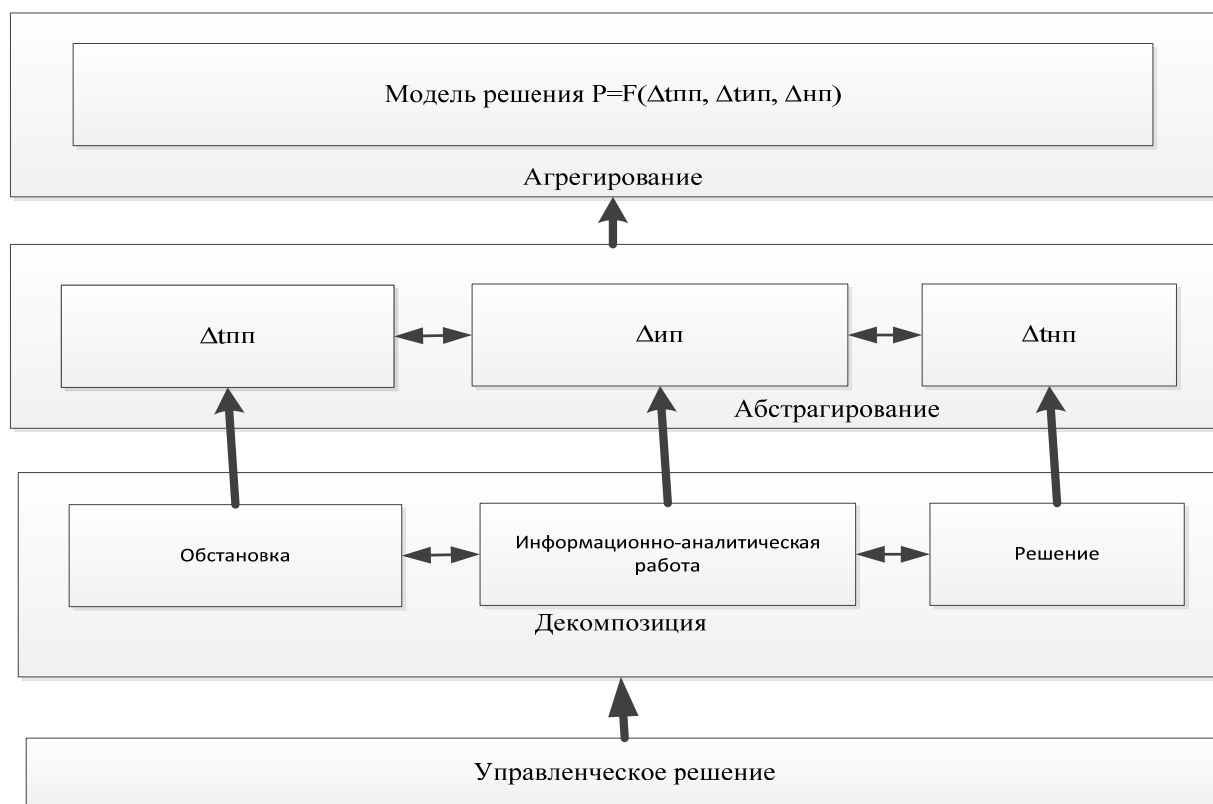 Модель решения P=F(Δtпп, Δtип, Δнп)
Агрегирование
Δtпп
Δип
Δtнп
Абстрагирование
Обстановка
Информационно-аналитическая
работа
Решение
Декомпозиция
Управленческое решение